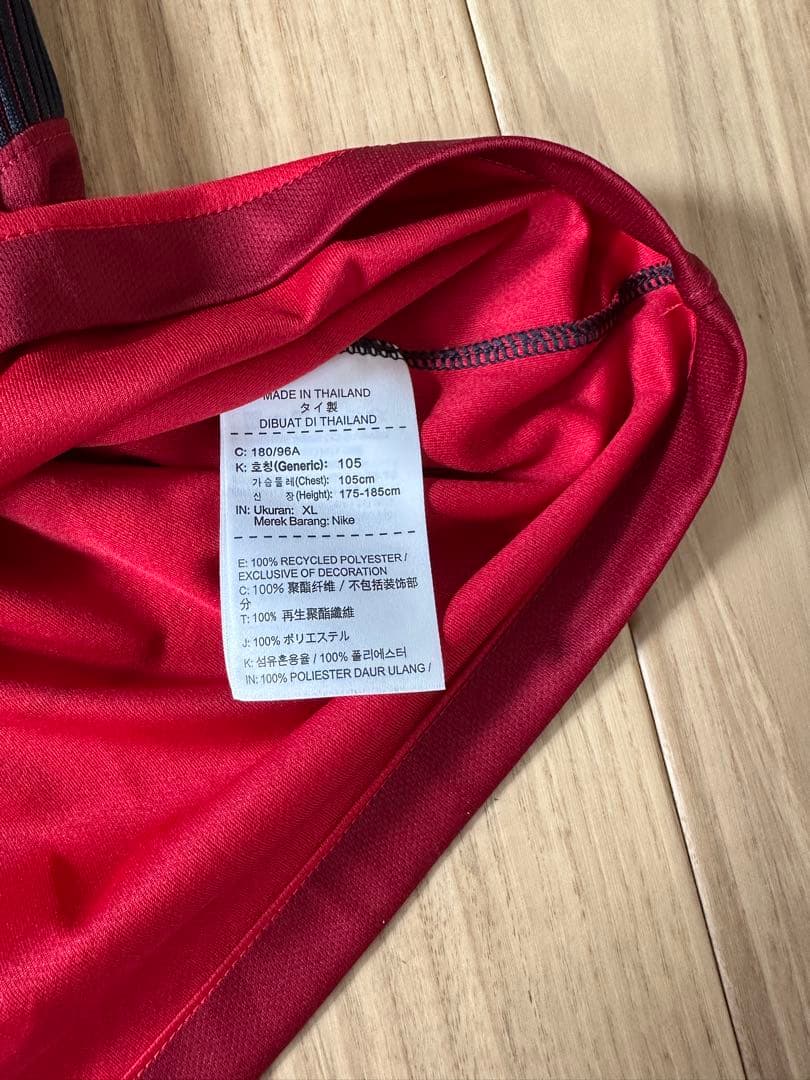 MADE IN THAILAND
タイ製
DIBUAT DI THAILAND
C: 180/96A
K: 호칭(Generic): 105
가슴둘레(Chest): 105cm
신 장(Height): 175-185cm
IN: Ukuran: XL
Merek Barang: Nike
E: 100% RECYCLED POLYESTER /
EXCLUSIVE OF DECORATION
C: 100% 聚酯纤维 / 不包括装饰部
分
T: 100% 再生聚酯纖維
J: 100% ポリエステル
K: 섬유혼용율 / 100% 폴리에스터
IN: 100% POLIESTER DAUR ULANG /